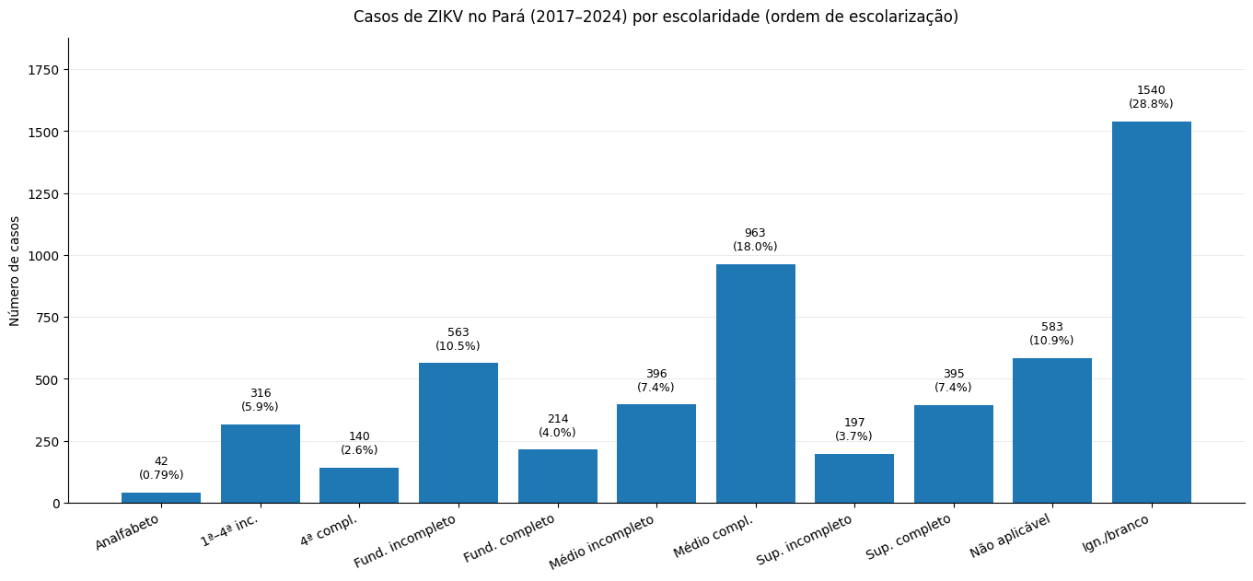 Casos de ZIKV no Pará (2017–2024) por escolaridade (ordem de escolarização)
Número de casos
1750
1500
1250
1000
750
500
250
0
42
(0.79%)
316
(5.9%)
140
(2.6%)
563
(10.5%)
214
(4.0%)
396
(7.4%)
963
(18.0%)
197
(3.7%)
395
(7.4%)
583
(10.9%)
1540
(28.8%)
Analfabeto
1ª–4ª inc.
4ª compl.
Fund. incompleto
Fund. completo
Médio incompleto
Médio compl.
Sup. incompleto
Sup. completo
Não aplicável
Ign./branco